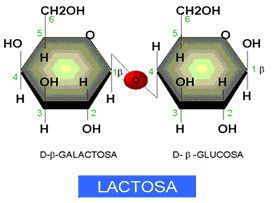 CH2OH CH2OH
6 6
5 O 5 O
HO H H OH
4 OH H 1 β O 4 OH H 1 β
H H H H
3 2 3 2
H OH H OH
D-β-GALACTOSA D- β -GLUCOSA
LACTOSA